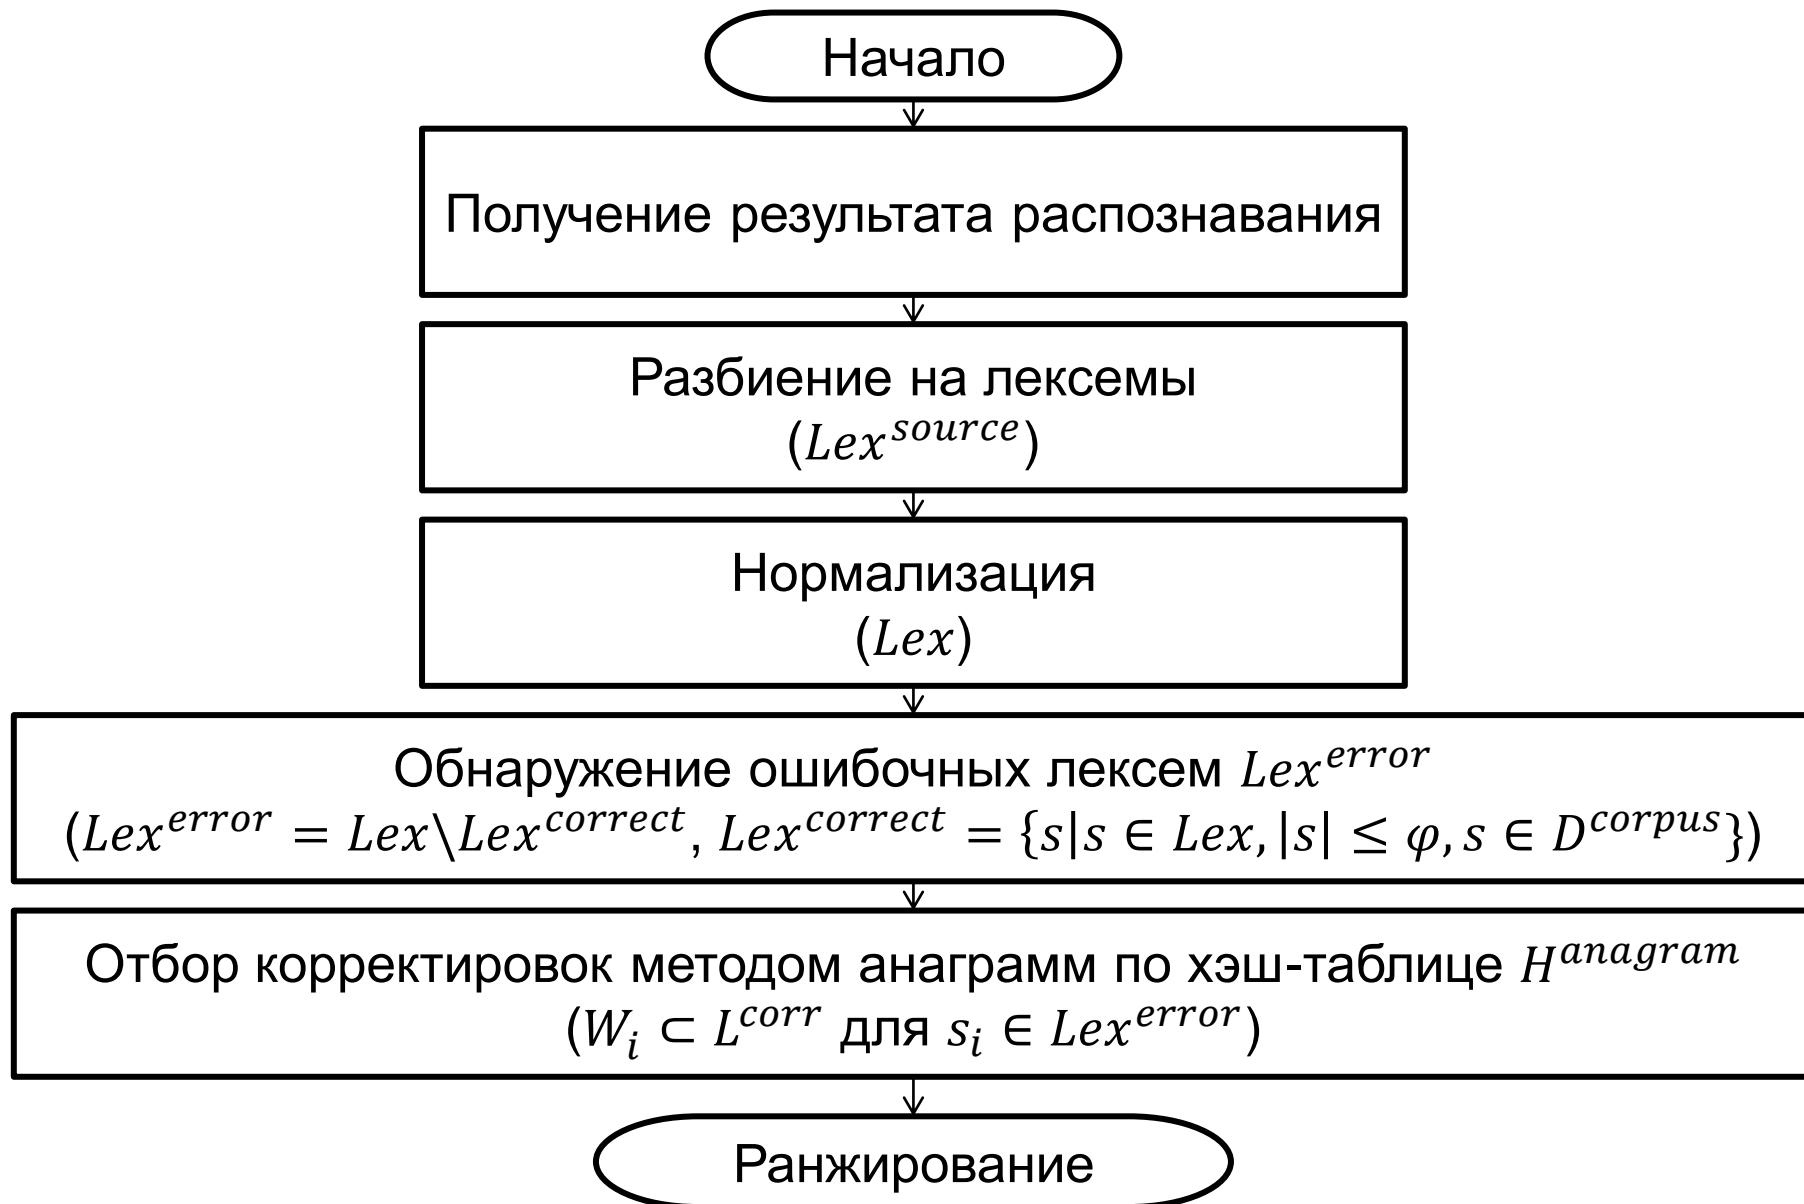 Начало
Получение результата распознавания
Разбиение на лексемы
(Lex^source)
Нормализация
(Lex)
Обнаружение ошибочных лексем Lex^error
(Lex^error = Lex\Lex^correct, Lex^correct = {s|s ∈ Lex, |s| ≤ φ, s ∈ D^corpus})
Отбор корректировок методом анаграмм по хэш-таблице H^anagram
(W_i ⊂ L^corr для s_i ∈ Lex^error)
Ранжирование